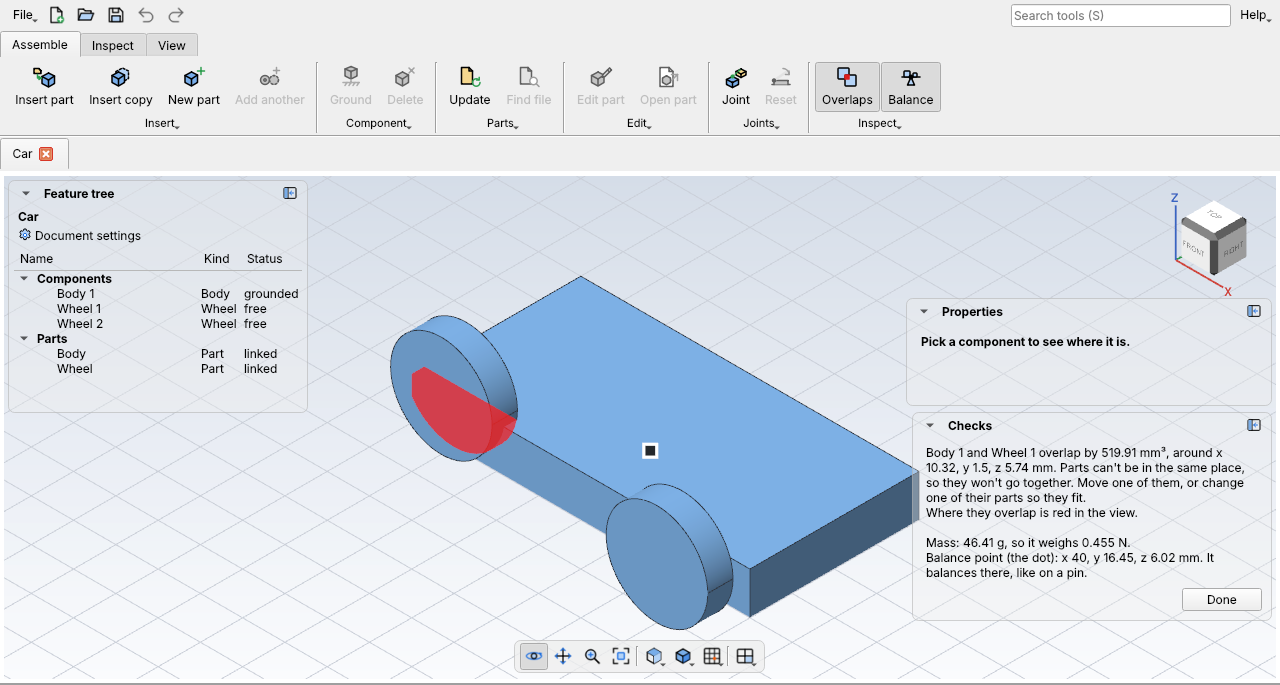 File
Search tools (S)
Help
Assemble
Inspect
View
Insert part
Insert copy
New part
Add another
Ground
Delete
Update
Find file
Edit part
Open part
Joint
Reset
Overlaps
Balance
Insert
Component
Parts
Edit
Joints
Inspect
Car
Feature tree
Car
Document settings
Name Kind Status
Components
Body 1 Body grounded
Wheel 1 Wheel free
Wheel 2 Wheel free
Parts
Body Part linked
Wheel Part linked
Z
TOP
FRONT
RIGHT
X
Properties
Pick a component to see where it is.
Checks
Body 1 and Wheel 1 overlap by 519.91 mm³, around x
10.32, y 1.5, z 5.74 mm. Parts can't be in the same place,
so they won't go together. Move one of them, or change
one of their parts so they fit.
Where they overlap is red in the view.
Mass: 46.41 g, so it weighs 0.455 N.
Balance point (the dot): x 40, y 16.45, z 6.02 mm. It
balances there, like on a pin.
Done